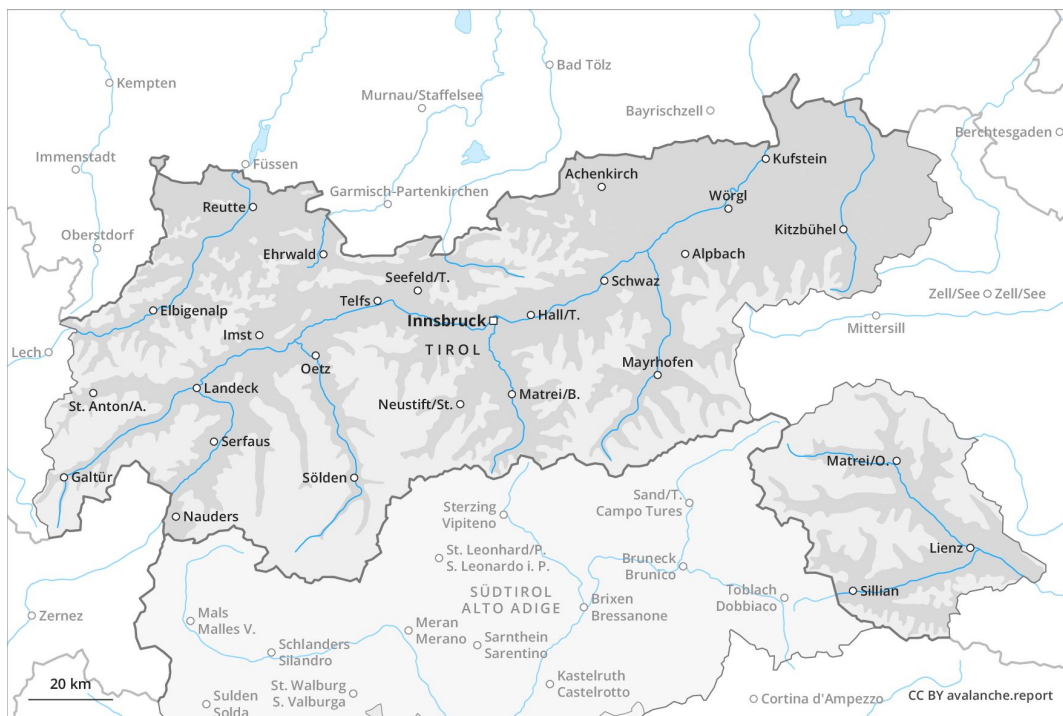 Kempten
Bad Tölz
Murnau/Staffelsee
Bayrischzell
Berchtesgaden
Immenstadt
Füssen
Kufstein
Achenkirch
Garmisch-Partenkirchen
Wörgl
Reutte
Kitzbühel
Oberstdorf
Ehrwald
Alpbach
Seefeld/T.
Schwaz
Zell/See
Zell/See
Telfs
Elbigenalp
Innsbruck
Hall/T.
Mittersill
Imst
TIROL
Lech
Oetz
Mayrhofen
Landeck
St. Anton/A.
Neustift/St.
Matrei/B.
Serfaus
Matrei/O.
Galtür
Sölden
Sand/T.
Campo Tures
Sterzing
Vipiteno
Nauders
Lienz
St. Leonhard/P.
S. Leonardo i. P.
Bruneck
Brunico
SÜDTIROL
ALTO ADIGE
Sillian
Toblach
Dobbiaco
Brixen
Bressanone
Zernez
Mals
Malles V.
Meran
Merano
Sarnthein
Sarentino
Schlanders
Silandro
20 km
St. Walburg
S. Valburga
Kastelruth
Castelrotto
Sulden
Solda
Cortina d'Ampezzo
CC BY avalanche.report